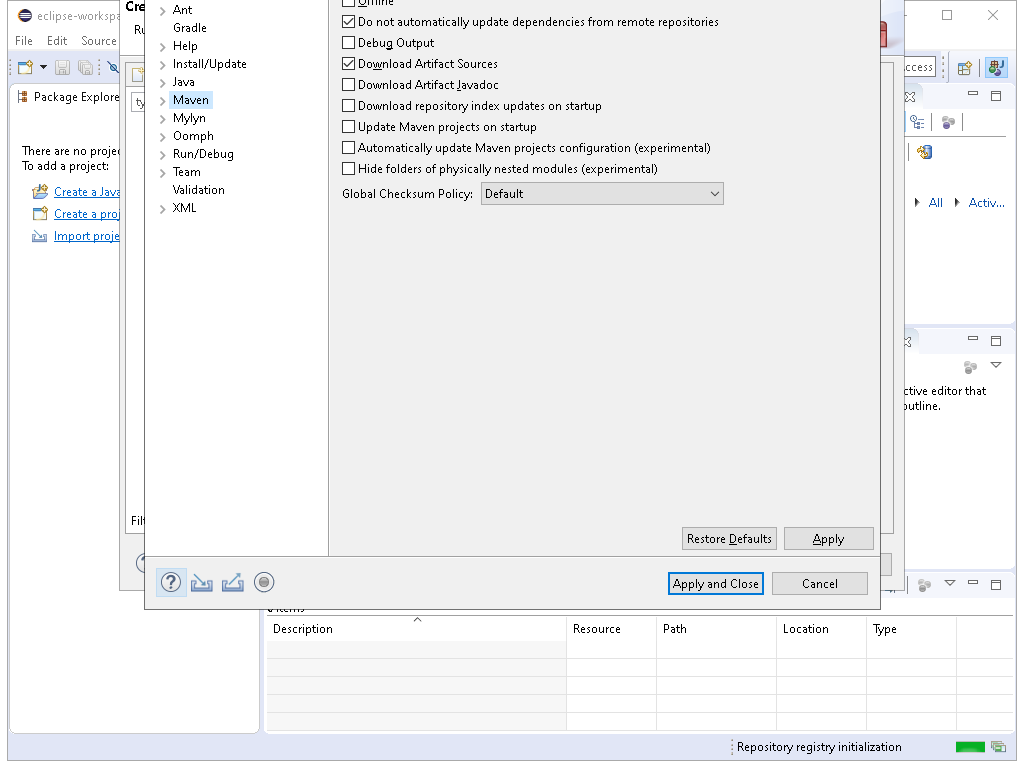 eclipse-workspa
Cre
File Edit Source
Ru
ccess
Package Explore
ty
There are no projec
To add a project:
Create a Java
Create a proj
Import proje
Ant
Gradle
Help
Install/Update
Java
Maven
Mylyn
Oomph
Run/Debug
Team
Validation
XML
Offline
Do not automatically update dependencies from remote repositories
Debug Output
Download Artifact Sources
Download Artifact Javadoc
Download repository index updates on startup
Update Maven projects on startup
Automatically update Maven projects configuration (experimental)
Hide folders of physically nested modules (experimental)
Global Checksum Policy: Default
All Activ...
ctive editor that
outline.
Filt
Restore Defaults Apply
Apply and Close Cancel
0 items
Description Resource Path Location Type
Repository registry initialization